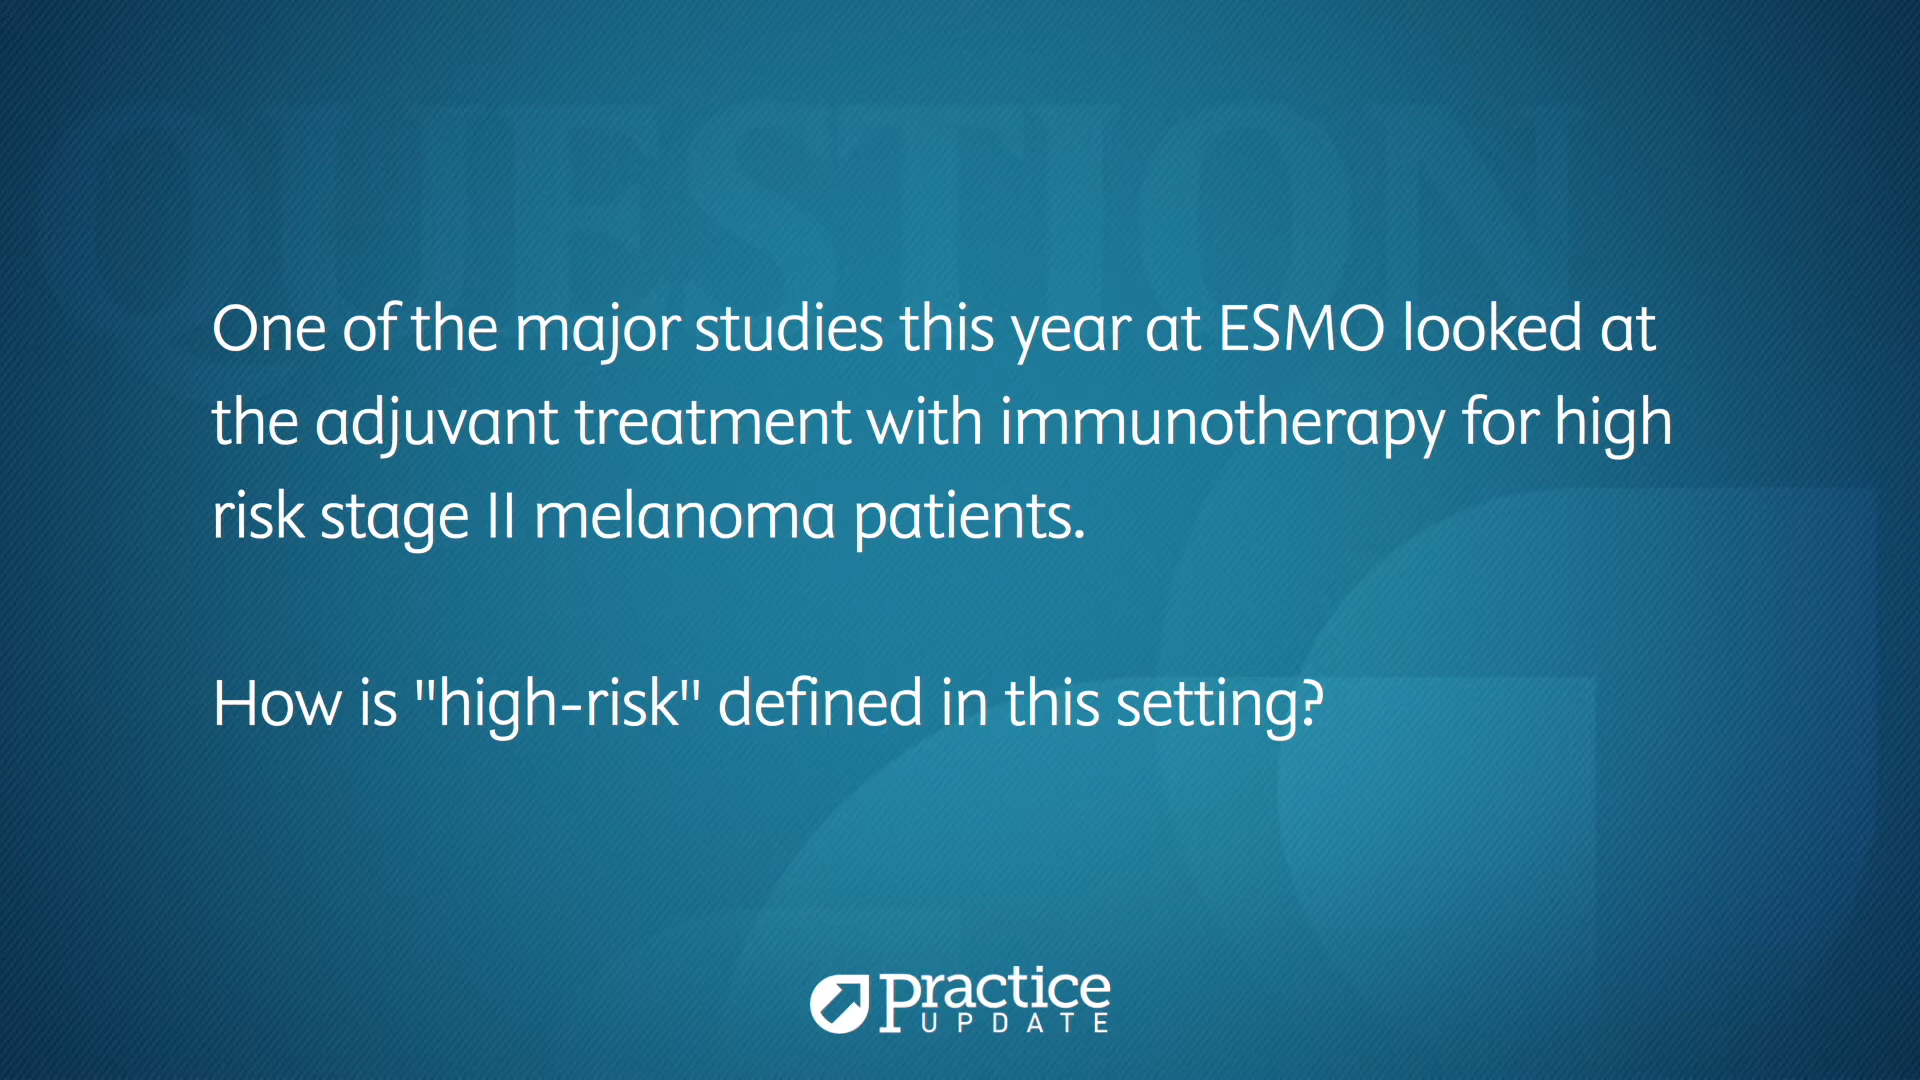 QUESTION
One of the major studies this year at ESMO looked at
the adjuvant treatment with immunotherapy for high
risk stage II melanoma patients.
How is "high-risk" defined in this setting?
Practice
UPDATE